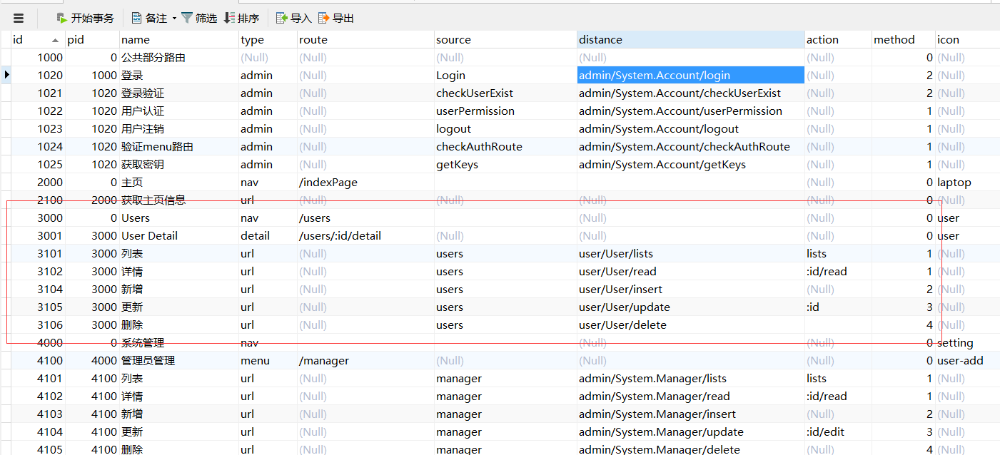 开始事务 备注 筛选 排序 导入 导出
id pid name type route source distance action method icon
1000 0 公共部分路由 (Null) (Null) (Null) (Null) (Null) 0 (Null)
1020 1000 登录 admin (Null) Login admin/System.Account/login (Null) 2 (Null)
1021 1020 登录验证 admin (Null) checkUserExist admin/System.Account/checkUserExist (Null) 2 (Null)
1022 1020 用户认证 admin (Null) userPermission admin/System.Account/userPermission (Null) 1 (Null)
1023 1020 用户注销 admin (Null) logout admin/System.Account/logout (Null) 1 (Null)
1024 1020 验证menu路由 admin (Null) checkAuthRoute admin/System.Account/checkAuthRoute (Null) 1 (Null)
1025 1020 获取密钥 admin (Null) getKeys admin/System.Account/getKeys (Null) 1 (Null)
2000 0 主页 nav /indexPage (Null) 0 laptop
2100 2000 获取主页信息 url (Null) (Null) (Null) (Null) 0 (Null)
3000 0 Users nav /users (Null) (Null) 0 user
3001 3000 User Detail detail /users/:id/detail (Null) (Null) (Null) 0 user
3101 3000 列表 url (Null) users user/User/lists lists 1 (Null)
3102 3000 详情 url (Null) users user/User/read :id/read 1 (Null)
3104 3000 新增 url (Null) users user/User/insert (Null) 2 (Null)
3105 3000 更新 url (Null) users user/User/update :id 3 (Null)
3106 3000 删除 url (Null) users user/User/delete 4 (Null)
4000 0 系统管理 nav (Null) (Null) 0 setting
4100 4000 管理员管理 menu /manager (Null) (Null) (Null) 0 user-add
4101 4100 列表 url (Null) manager admin/System.Manager/lists lists 1 (Null)
4102 4100 详情 url (Null) manager admin/System.Manager/read :id/read 1 (Null)
4103 4100 新增 url (Null) manager admin/System.Manager/insert (Null) 2 (Null)
4104 4100 更新 url (Null) manager admin/System.Manager/update :id/edit 3 (Null)
4105 4100 删除 url (Null) manager admin/System.Manager/delete (Null) 4 (Null)